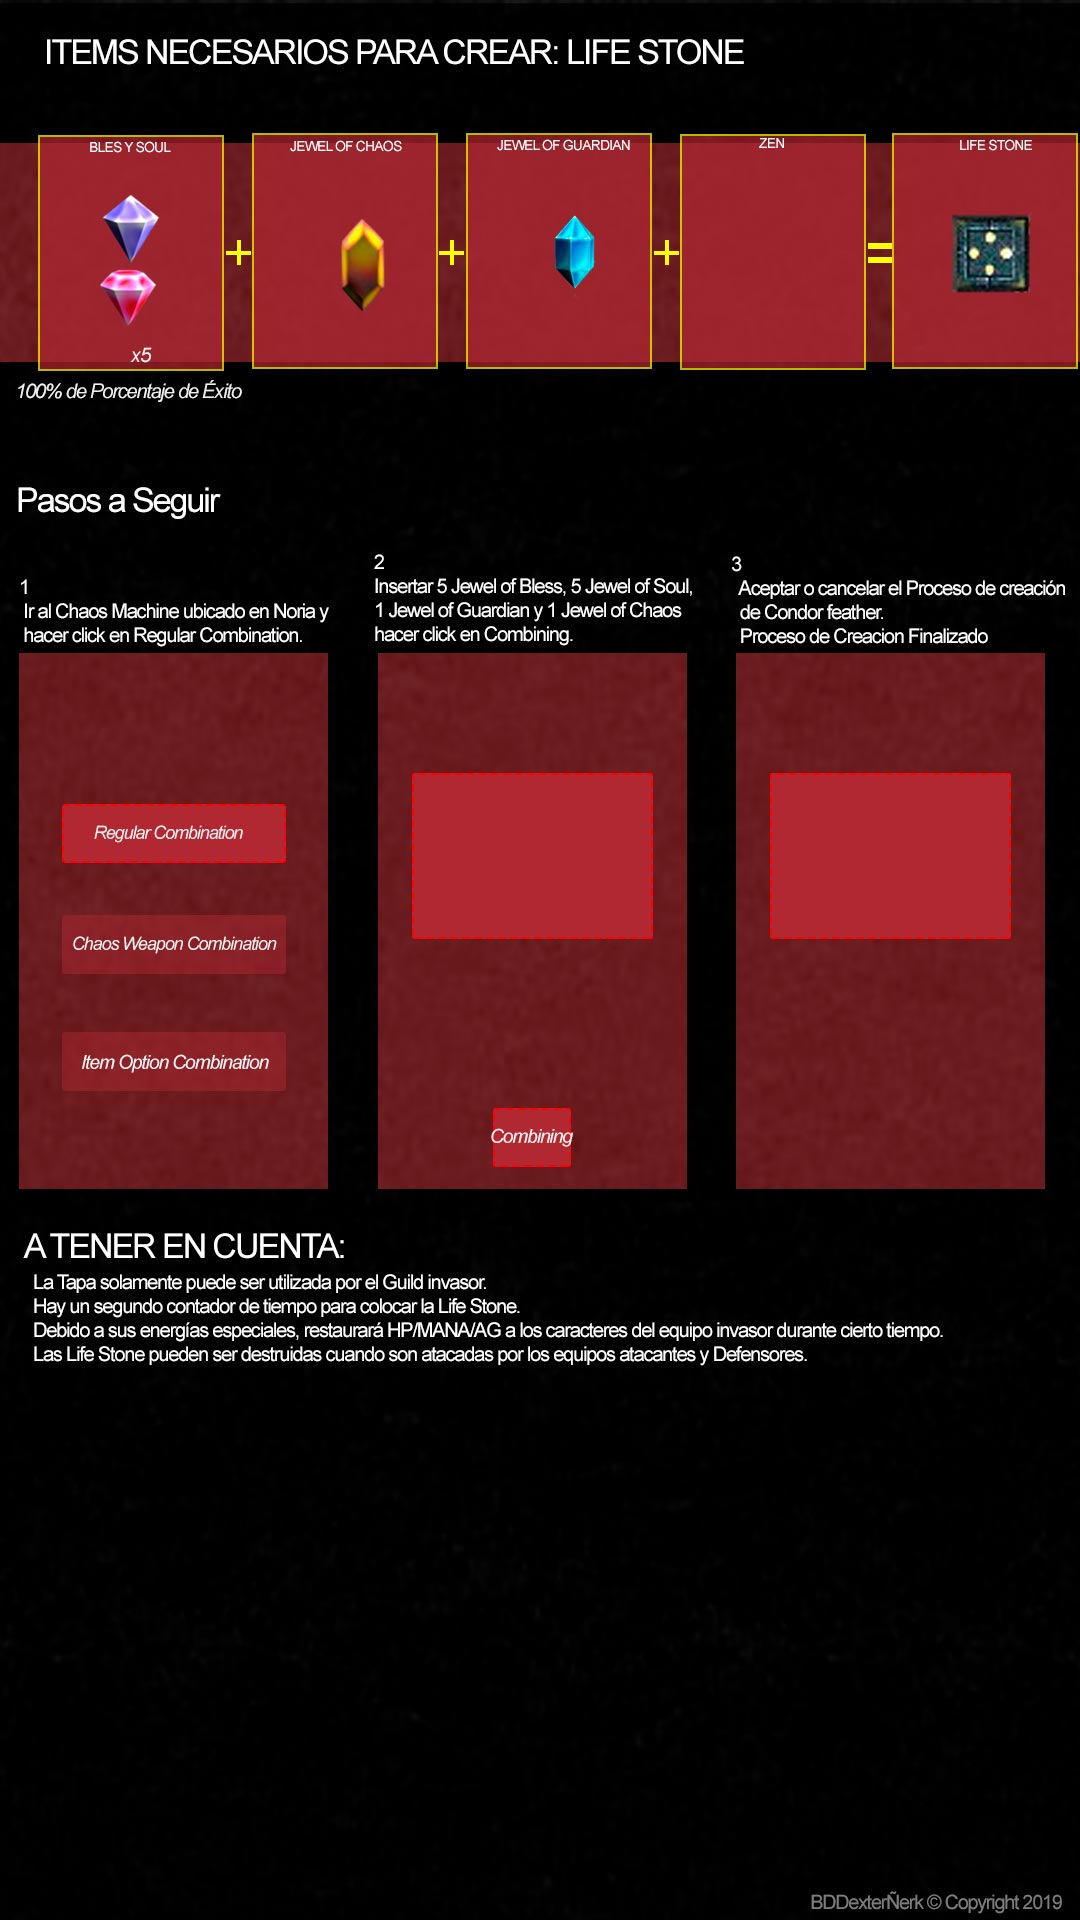 ITEMS NECESARIOS PARA CREAR: LIFE STONE
BLES Y SOUL
JEWEL OF CHAOS
JEWEL OF GUARDIAN
ZEN
LIFE STONE
+
+
+
=
x5
100% de Porcentaje de Éxito
Pasos a Seguir
1
Ir al Chaos Machine ubicado en Noria y
hacer click en Regular Combination.
2
Insertar 5 Jewel of Bless, 5 Jewel of Soul,
1 Jewel of Guardian y 1 Jewel of Chaos
hacer click en Combining.
3
Aceptar o cancelar el Proceso de creación
de Condor feather.
Proceso de Creacion Finalizado
Regular Combination
Chaos Weapon Combination
Item Option Combination
Combining
A TENER EN CUENTA:
La Tapa solamente puede ser utilizada por el Guild invasor.
Hay un segundo contador de tiempo para colocar la Life Stone.
Debido a sus energías especiales, restaurará HP/MANA/AG a los caracteres del equipo invasor durante cierto tiempo.
Las Life Stone pueden ser destruidas cuando son atacadas por los equipos atacantes y Defensores.
BDDexterÑerk © Copyright 2019